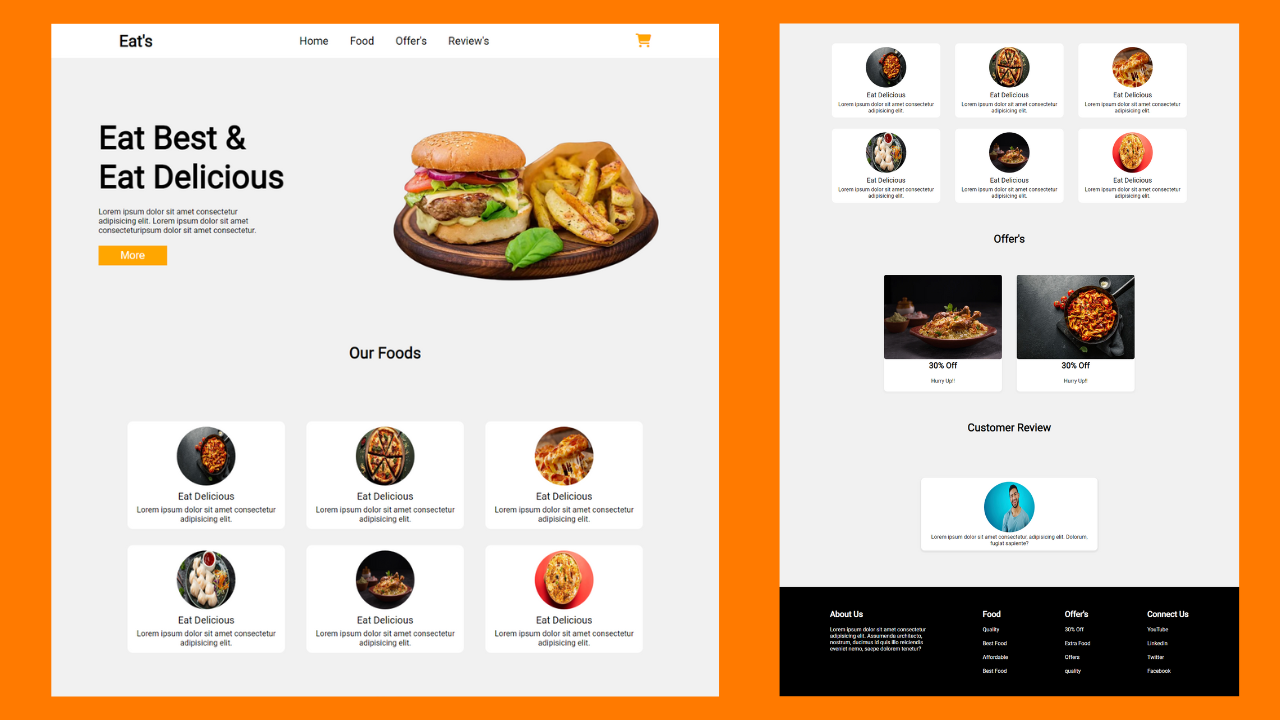 Eat's
Home Food Offer's Review's
Eat Best &
Eat Delicious
Lorem ipsum dolor sit amet consectetur
adipisicing elit. Lorem ipsum dolor sit amet
consecteturipsum dolor sit amet consectetur.
More
Our Foods
Eat Delicious
Lorem ipsum dolor sit amet consectetur
adipisicing elit.
Eat Delicious
Lorem ipsum dolor sit amet consectetur
adipisicing elit.
Eat Delicious
Lorem ipsum dolor sit amet consectetur
adipisicing elit.
Eat Delicious
Lorem ipsum dolor sit amet consectetur
adipisicing elit.
Eat Delicious
Lorem ipsum dolor sit amet consectetur
adipisicing elit.
Eat Delicious
Lorem ipsum dolor sit amet consectetur
adipisicing elit.
Eat Delicious
Lorem ipsum dolor sit amet consectetur
adipisicing elit.
Eat Delicious
Lorem ipsum dolor sit amet consectetur
adipisicing elit.
Eat Delicious
Lorem ipsum dolor sit amet consectetur
adipisicing elit.
Eat Delicious
Lorem ipsum dolor sit amet consectetur
adipisicing elit.
Eat Delicious
Lorem ipsum dolor sit amet consectetur
adipisicing elit.
Eat Delicious
Lorem ipsum dolor sit amet consectetur
adipisicing elit.
Offer's
30% Off
Hurry Up!!
30% Off
Hurry Up!!
Customer Review
Lorem ipsum dolor sit amet consectetur, adipisicing elit. Dolorum,
fugiat sapiente?
About Us
Lorem ipsum dolor sit amet consectetur
adipisicing elit. Assumenda architecto,
nostrum, ducimus id quis illo reiciendis
eveniet nemo, saepe dolorem tenetur?
Food
Quality
Best Food
Affordable
Best Food
Offer's
30% Off
Extra Food
Offers
quality
Connect Us
YouTube
LinkedIn
Twitter
Facebook